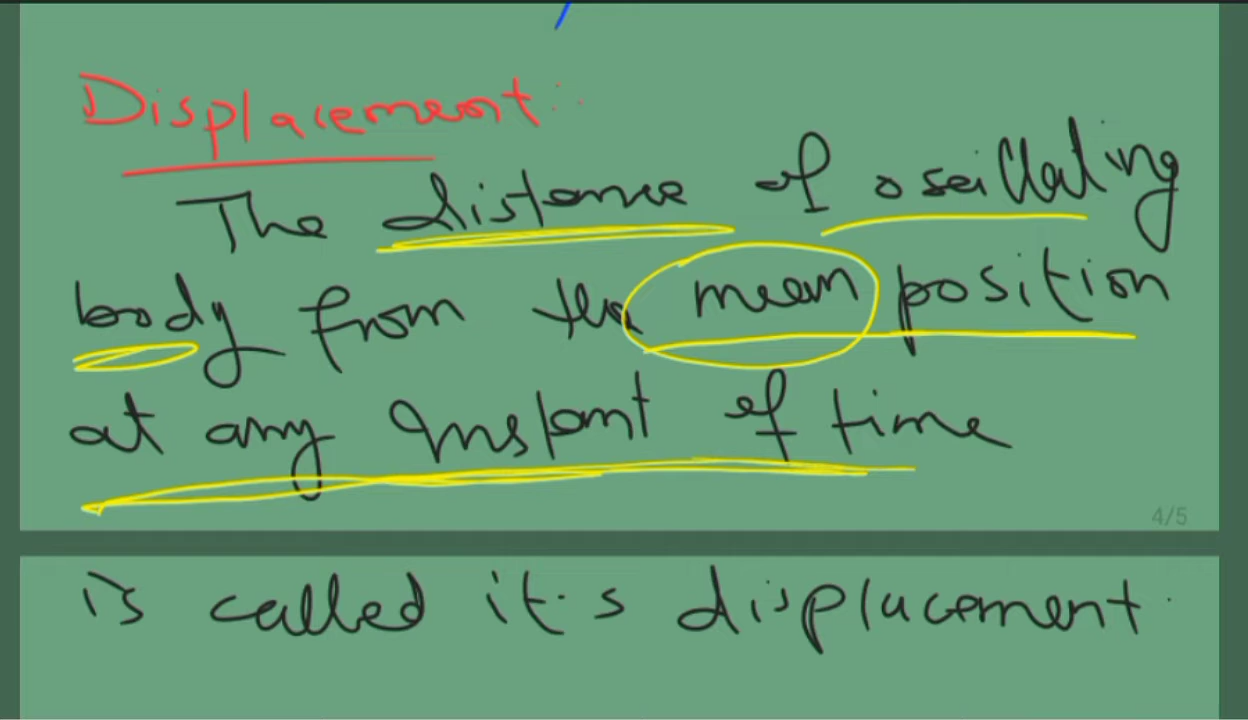 Displacement:
The distance of oscillating
body from the mean position
at any instant of time
4/5
is called it's displacement.